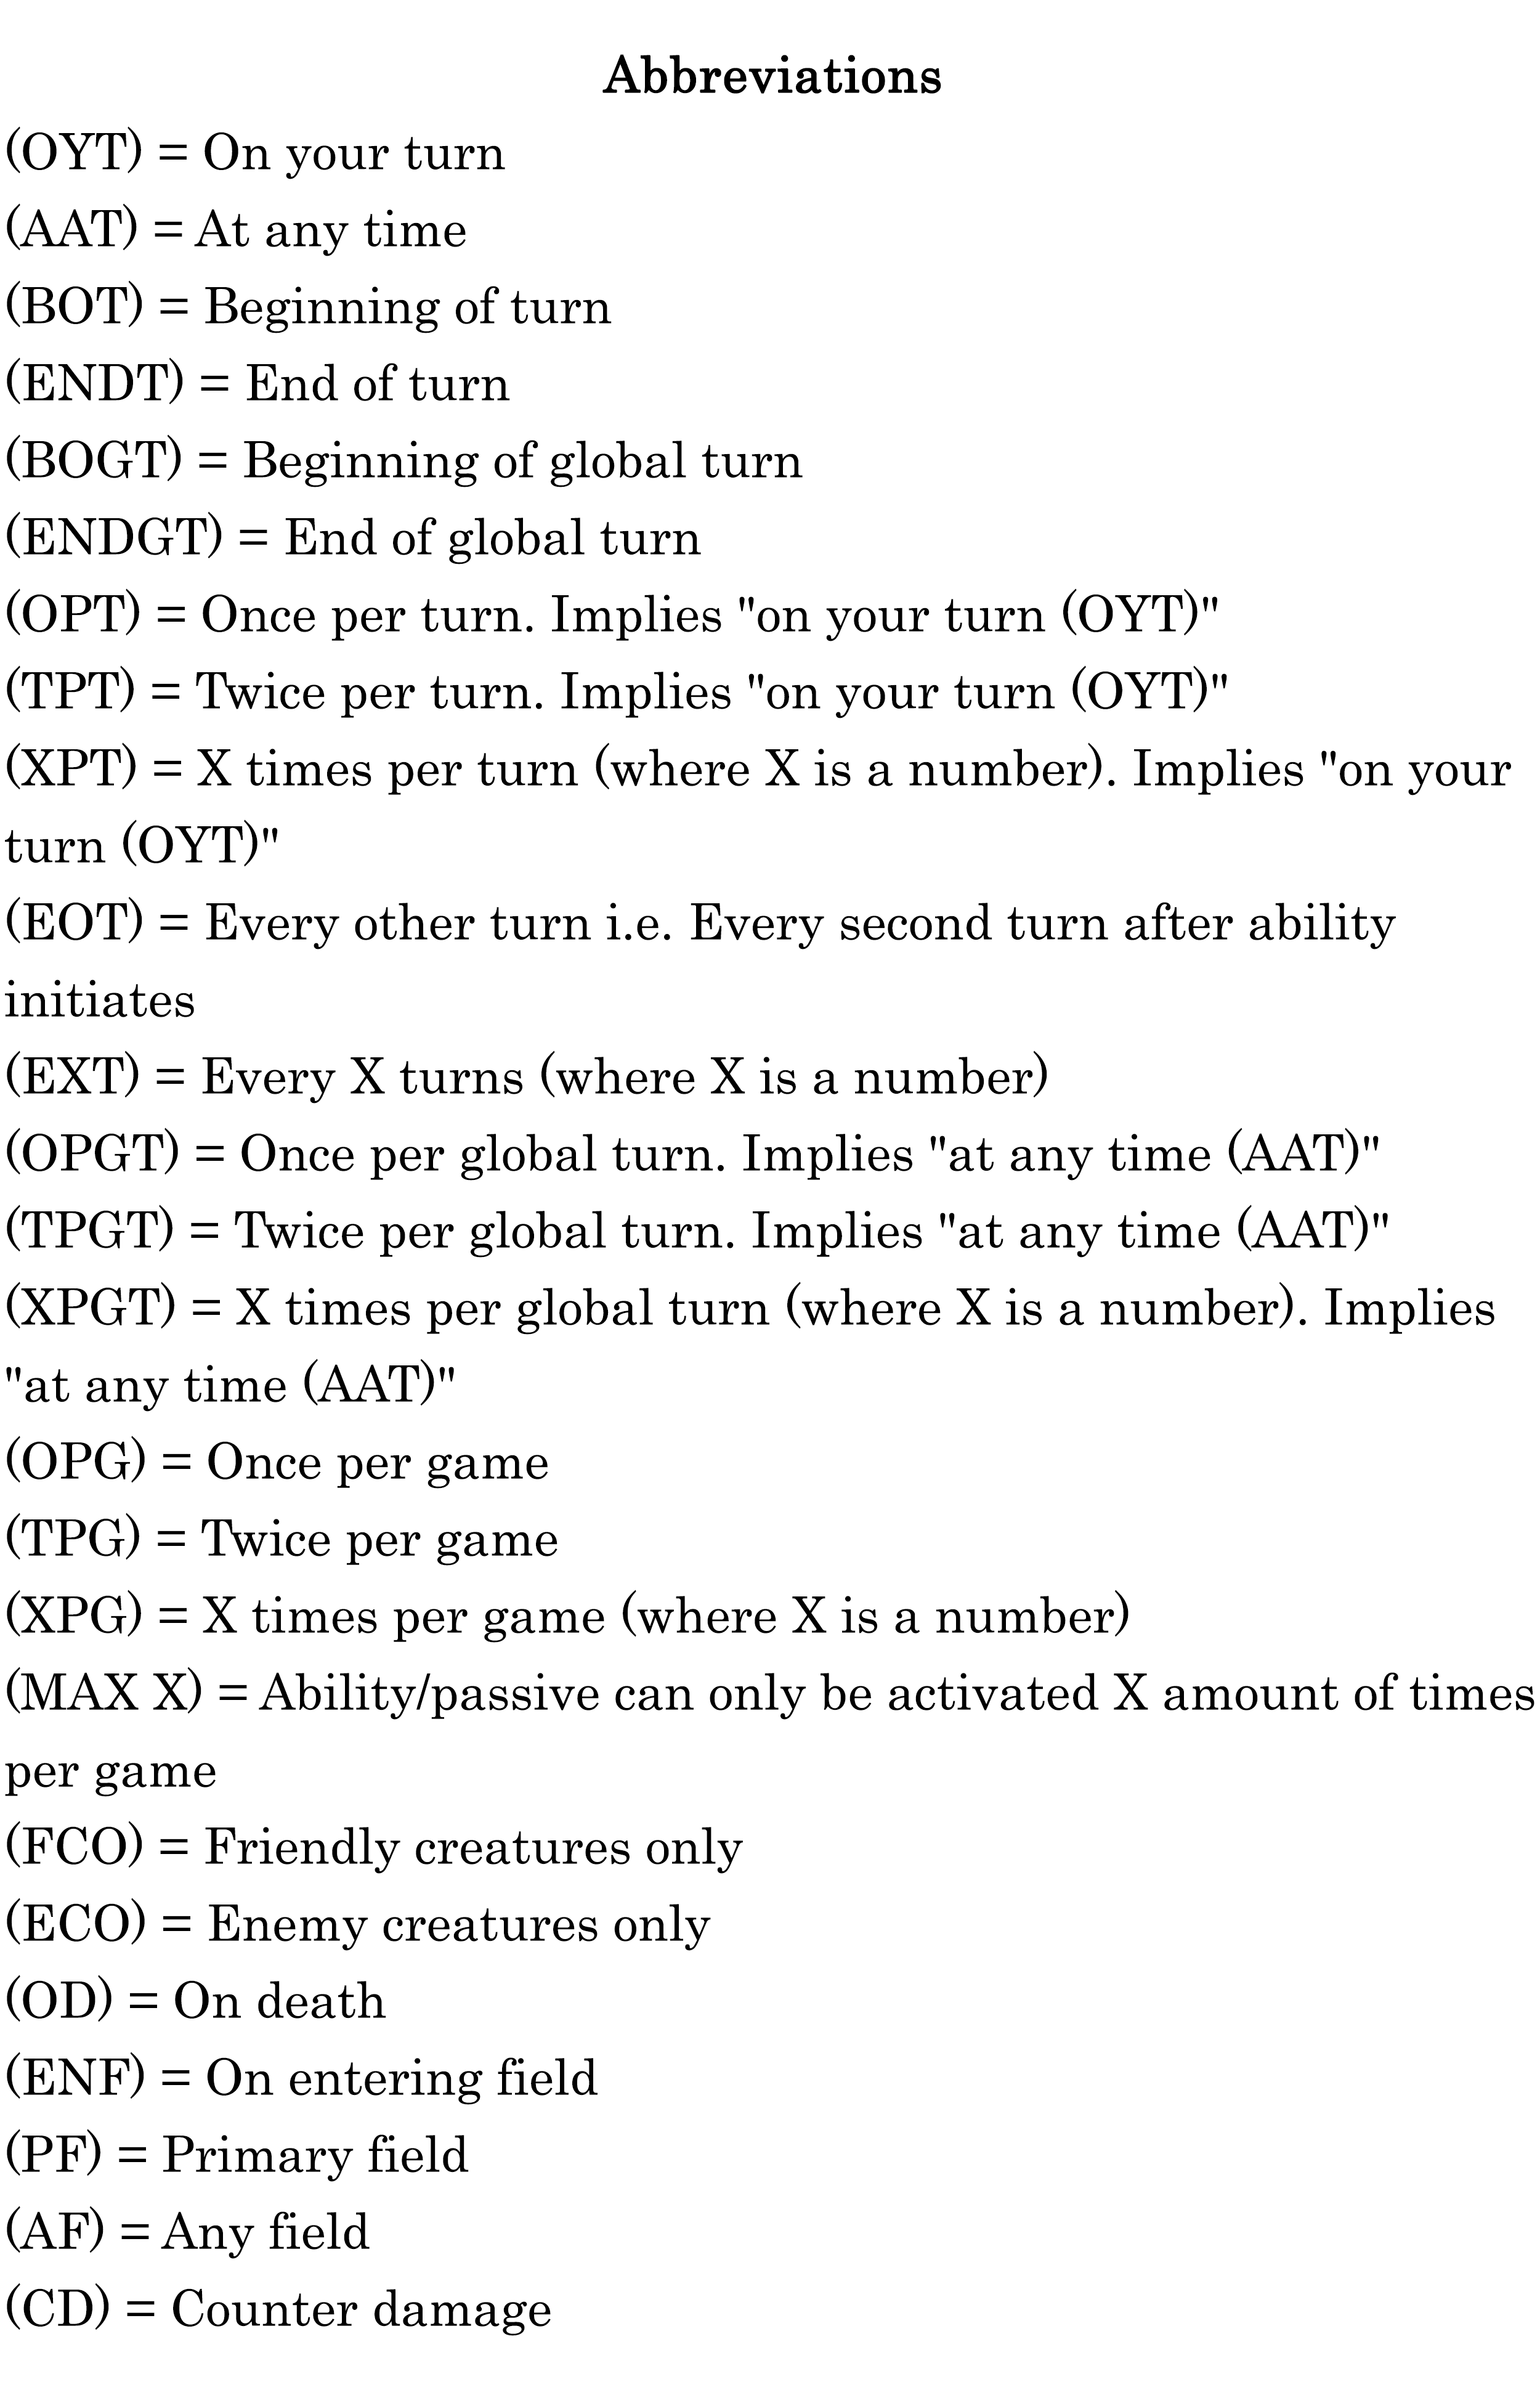 Abbreviations
(OYT) = On your turn
(AAT) = At any time
(BOT) = Beginning of turn
(ENDT) = End of turn
(BOGT) = Beginning of global turn
(ENDGT) = End of global turn
(OPT) = Once per turn. Implies "on your turn (OYT)"
(TPT) = Twice per turn. Implies "on your turn (OYT)"
(XPT) = X times per turn (where X is a number). Implies "on your
turn (OYT)"
(EOT) = Every other turn i.e. Every second turn after ability
initiates
(EXT) = Every X turns (where X is a number)
(OPGT) = Once per global turn. Implies "at any time (AAT)"
(TPGT) = Twice per global turn. Implies "at any time (AAT)"
(XPGT) = X times per global turn (where X is a number). Implies
"at any time (AAT)"
(OPG) = Once per game
(TPG) = Twice per game
(XPG) = X times per game (where X is a number)
(MAX X) = Ability/passive can only be activated X amount of times
per game
(FCO) = Friendly creatures only
(ECO) = Enemy creatures only
(OD) = On death
(ENF) = On entering field
(PF) = Primary field
(AF) = Any field
(CD) = Counter damage